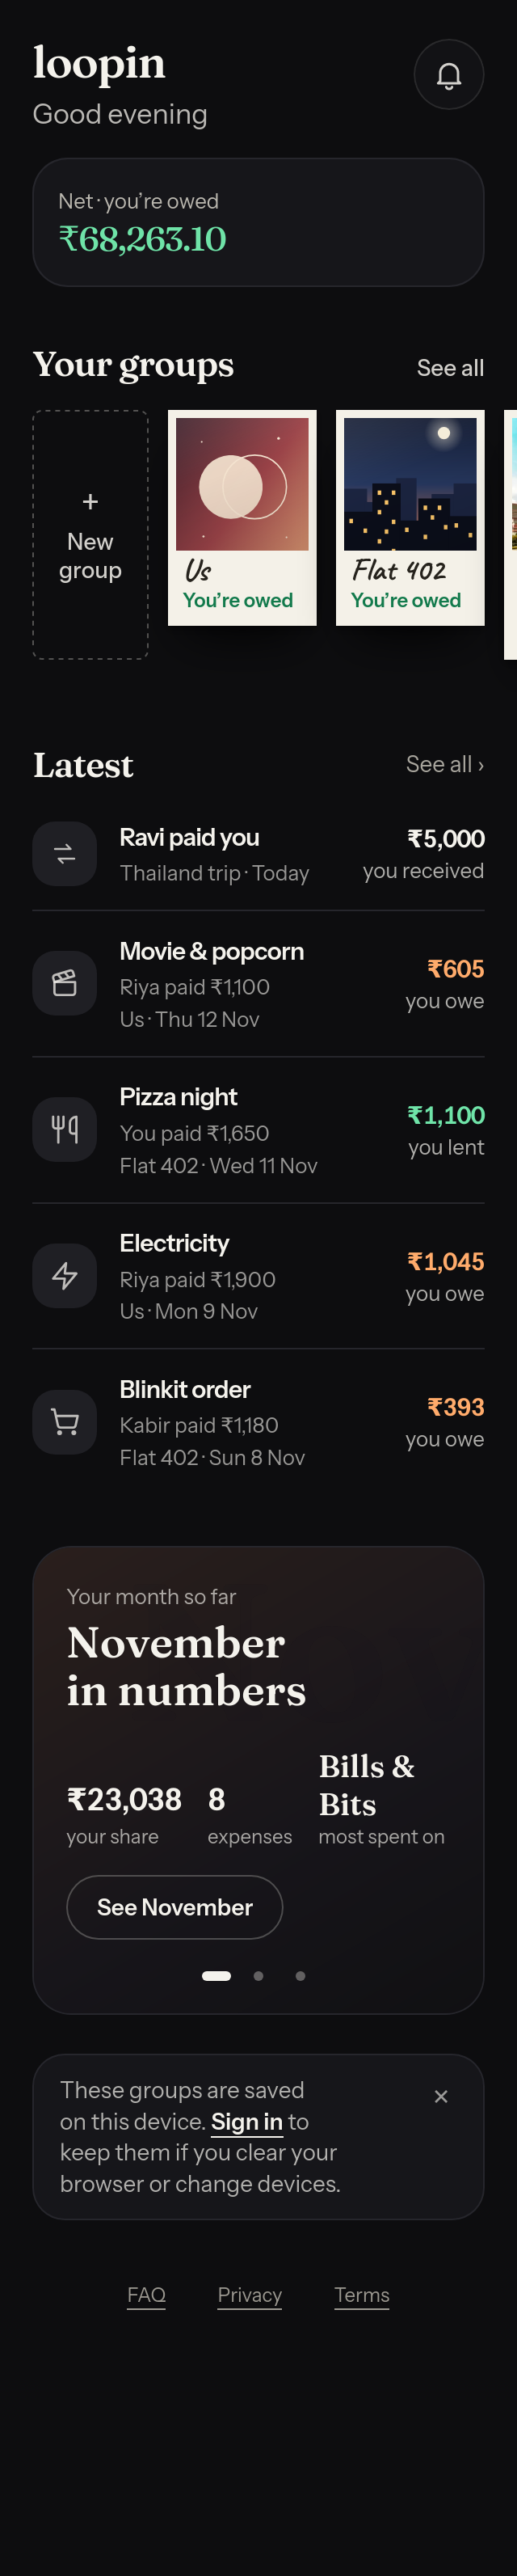 loopin
Good evening
Net · you’re owed
₹68,263.10
Your groups
See all
+
New
group
Us
You’re owed
Flat 402
You’re owed
Latest
See all ›
Ravi paid you
Thailand trip · Today
₹5,000
you received
Movie & popcorn
Riya paid ₹1,100
Us · Thu 12 Nov
₹605
you owe
Pizza night
You paid ₹1,650
Flat 402 · Wed 11 Nov
₹1,100
you lent
Electricity
Riya paid ₹1,900
Us · Mon 9 Nov
₹1,045
you owe
Blinkit order
Kabir paid ₹1,180
Flat 402 · Sun 8 Nov
₹393
you owe
Your month so far
November
in numbers
₹23,038
your share
8
expenses
Bills &
Bits
most spent on
See November
These groups are saved
on this device. Sign in to
keep them if you clear your
browser or change devices.
×
FAQ
Privacy
Terms